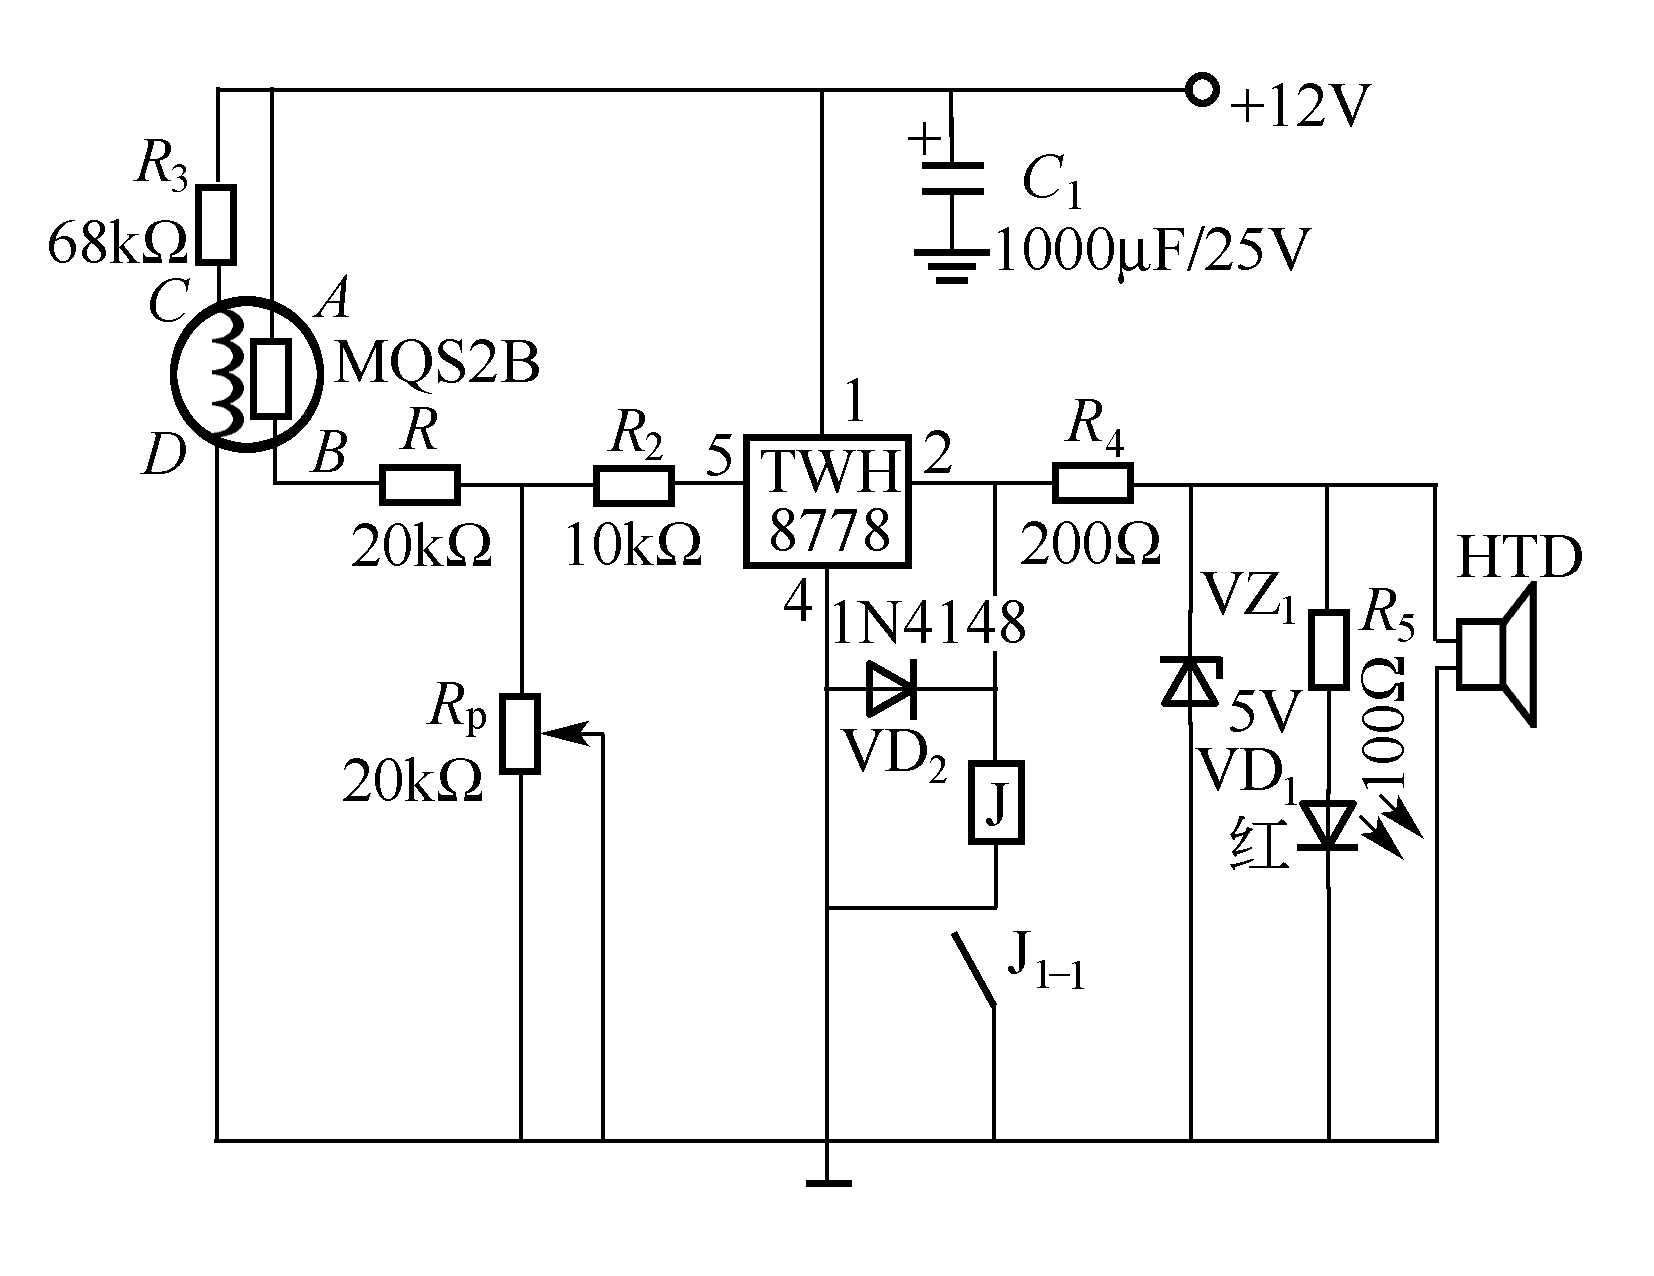 +12V
+
R3
C1
68kΩ
1000μF/25V
C
A
MQS2B
1
D
B
R
R2
5
TWH
8778
2
R4
20kΩ
10kΩ
200Ω
HTD
4
1N4148
VZ1
R5
100Ω
Rp
5V
20kΩ
VD2
VD1
J
红
J1-1